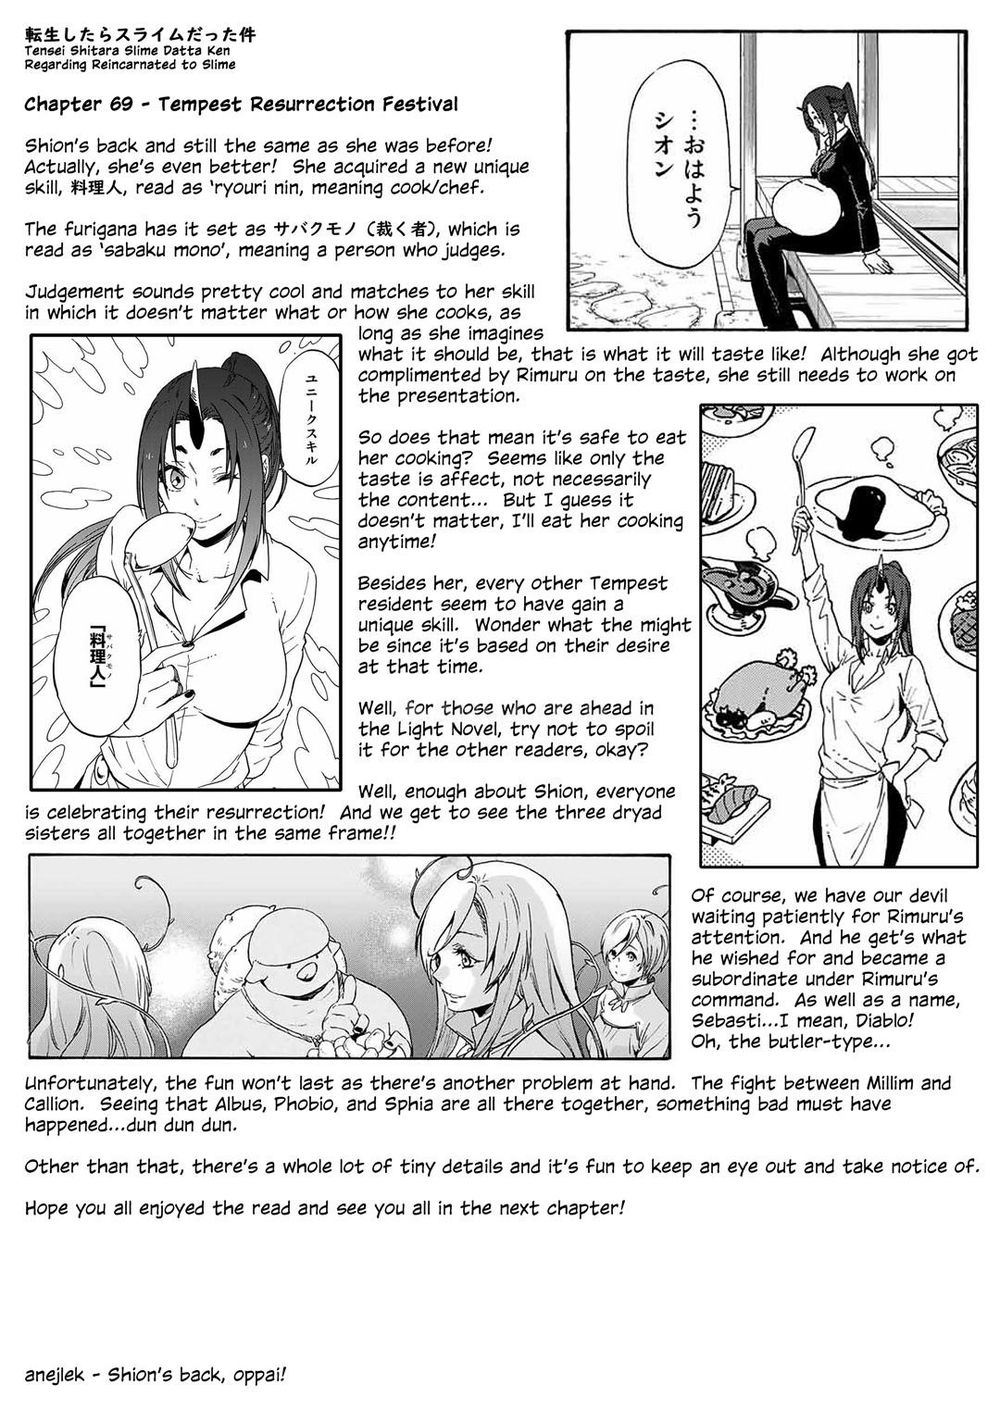 転生したらスライムだった件
Tensei Shitara Slime Datta Ken
Regarding Reincarnated to Slime
Chapter 69 - Tempest Resurrection Festival
Shion's back and still the same as she was before!
Actually, she's even better!  She acquired a new unique
skill, 料理人, read as 'ryouri nin, meaning cook/chef.
The furigana has it set as サバクモノ (裁く者), which is
read as 'sabaku mono', meaning a person who judges.
Judgement sounds pretty cool and matches to her skill
in which it doesn't matter what or how she cooks, as
long as she imagines
what it should be, that is what it will taste like!  Although she got
complimented by Rimuru on the taste, she still needs to work on
the presentation.
…おはよう
シオン
ユニークスキル
『料理人』
サバクモノ
So does that mean it's safe to eat
her cooking?  Seems like only the
taste is affect, not necessarily
the content...  But I guess it
doesn't matter, I'll eat her cooking
anytime!
Besides her, every other Tempest
resident seem to have gain a
unique skill.  Wonder what the might
be since it's based on their desire
at that time.
Well, for those who are ahead in
the Light Novel, try not to spoil
it for the other readers, okay?
Well, enough about Shion, everyone
is celebrating their resurrection!  And we get to see the three dryad
sisters all together in the same frame!!
Of course, we have our devil
waiting patiently for Rimuru's
attention.  And he get's what
he wished for and became a
subordinate under Rimuru's
command.  As well as a name,
Sebasti...I mean, Diablo!
Oh, the butler-type...
Unfortunately, the fun won't last as there's another problem at hand.  The fight between Millim and
Callion.  Seeing that Albus, Phobio, and Sphia are all there together, something bad must have
happened...dun dun dun.
Other than that, there's a whole lot of tiny details and it's fun to keep an eye out and take notice of.
Hope you all enjoyed the read and see you all in the next chapter!
anejlek - Shion's back, oppai!